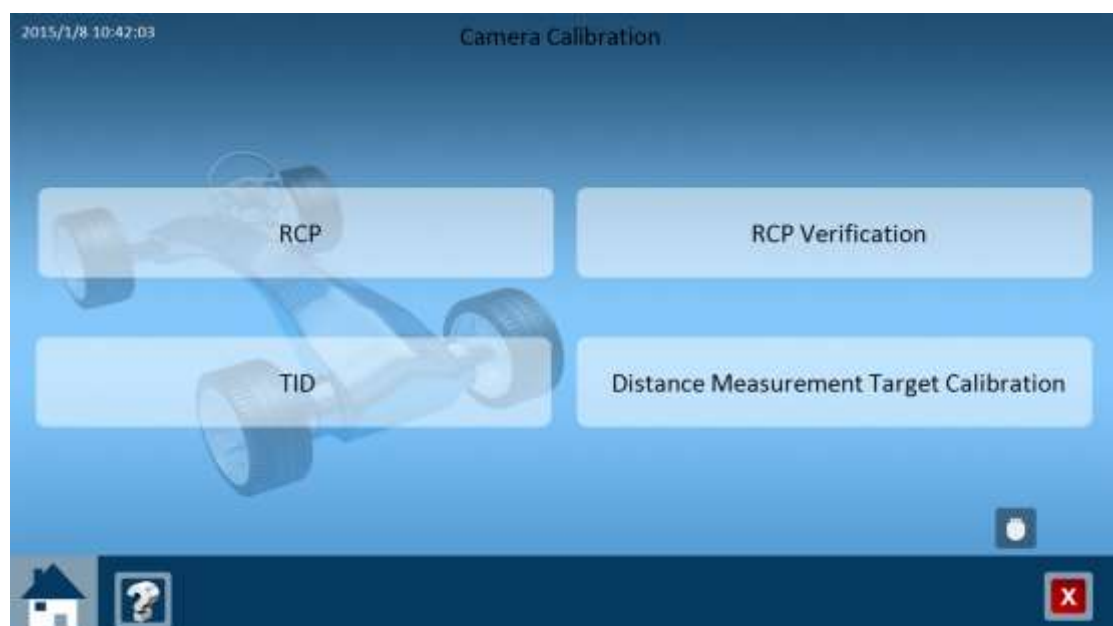 2015/1/8 10:42:03
Camera Calibration
RCP
RCP Verification
TID
Distance Measurement Target Calibration
?
X